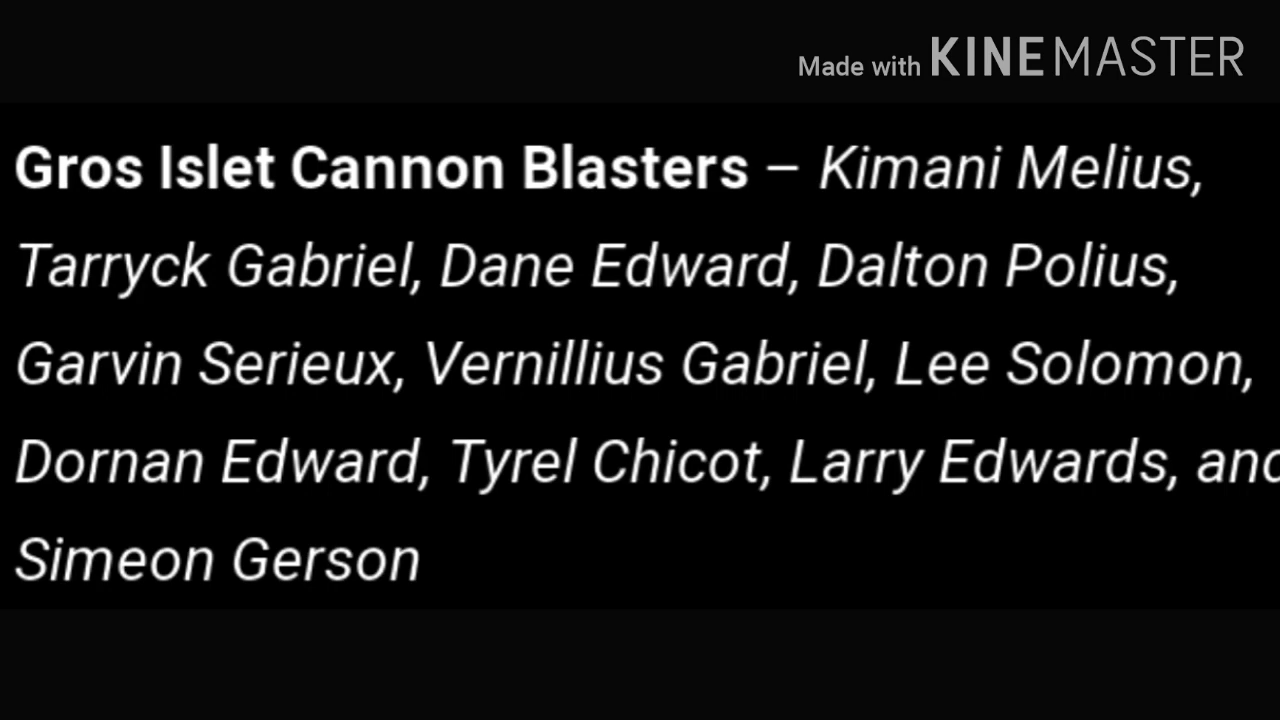 Made with KINEMASTER
Gros Islet Cannon Blasters – Kimani Melius,
Tarryck Gabriel, Dane Edward, Dalton Polius,
Garvin Serieux, Vernillius Gabriel, Lee Solomon,
Dornan Edward, Tyrel Chicot, Larry Edwards, and
Simeon Gerson